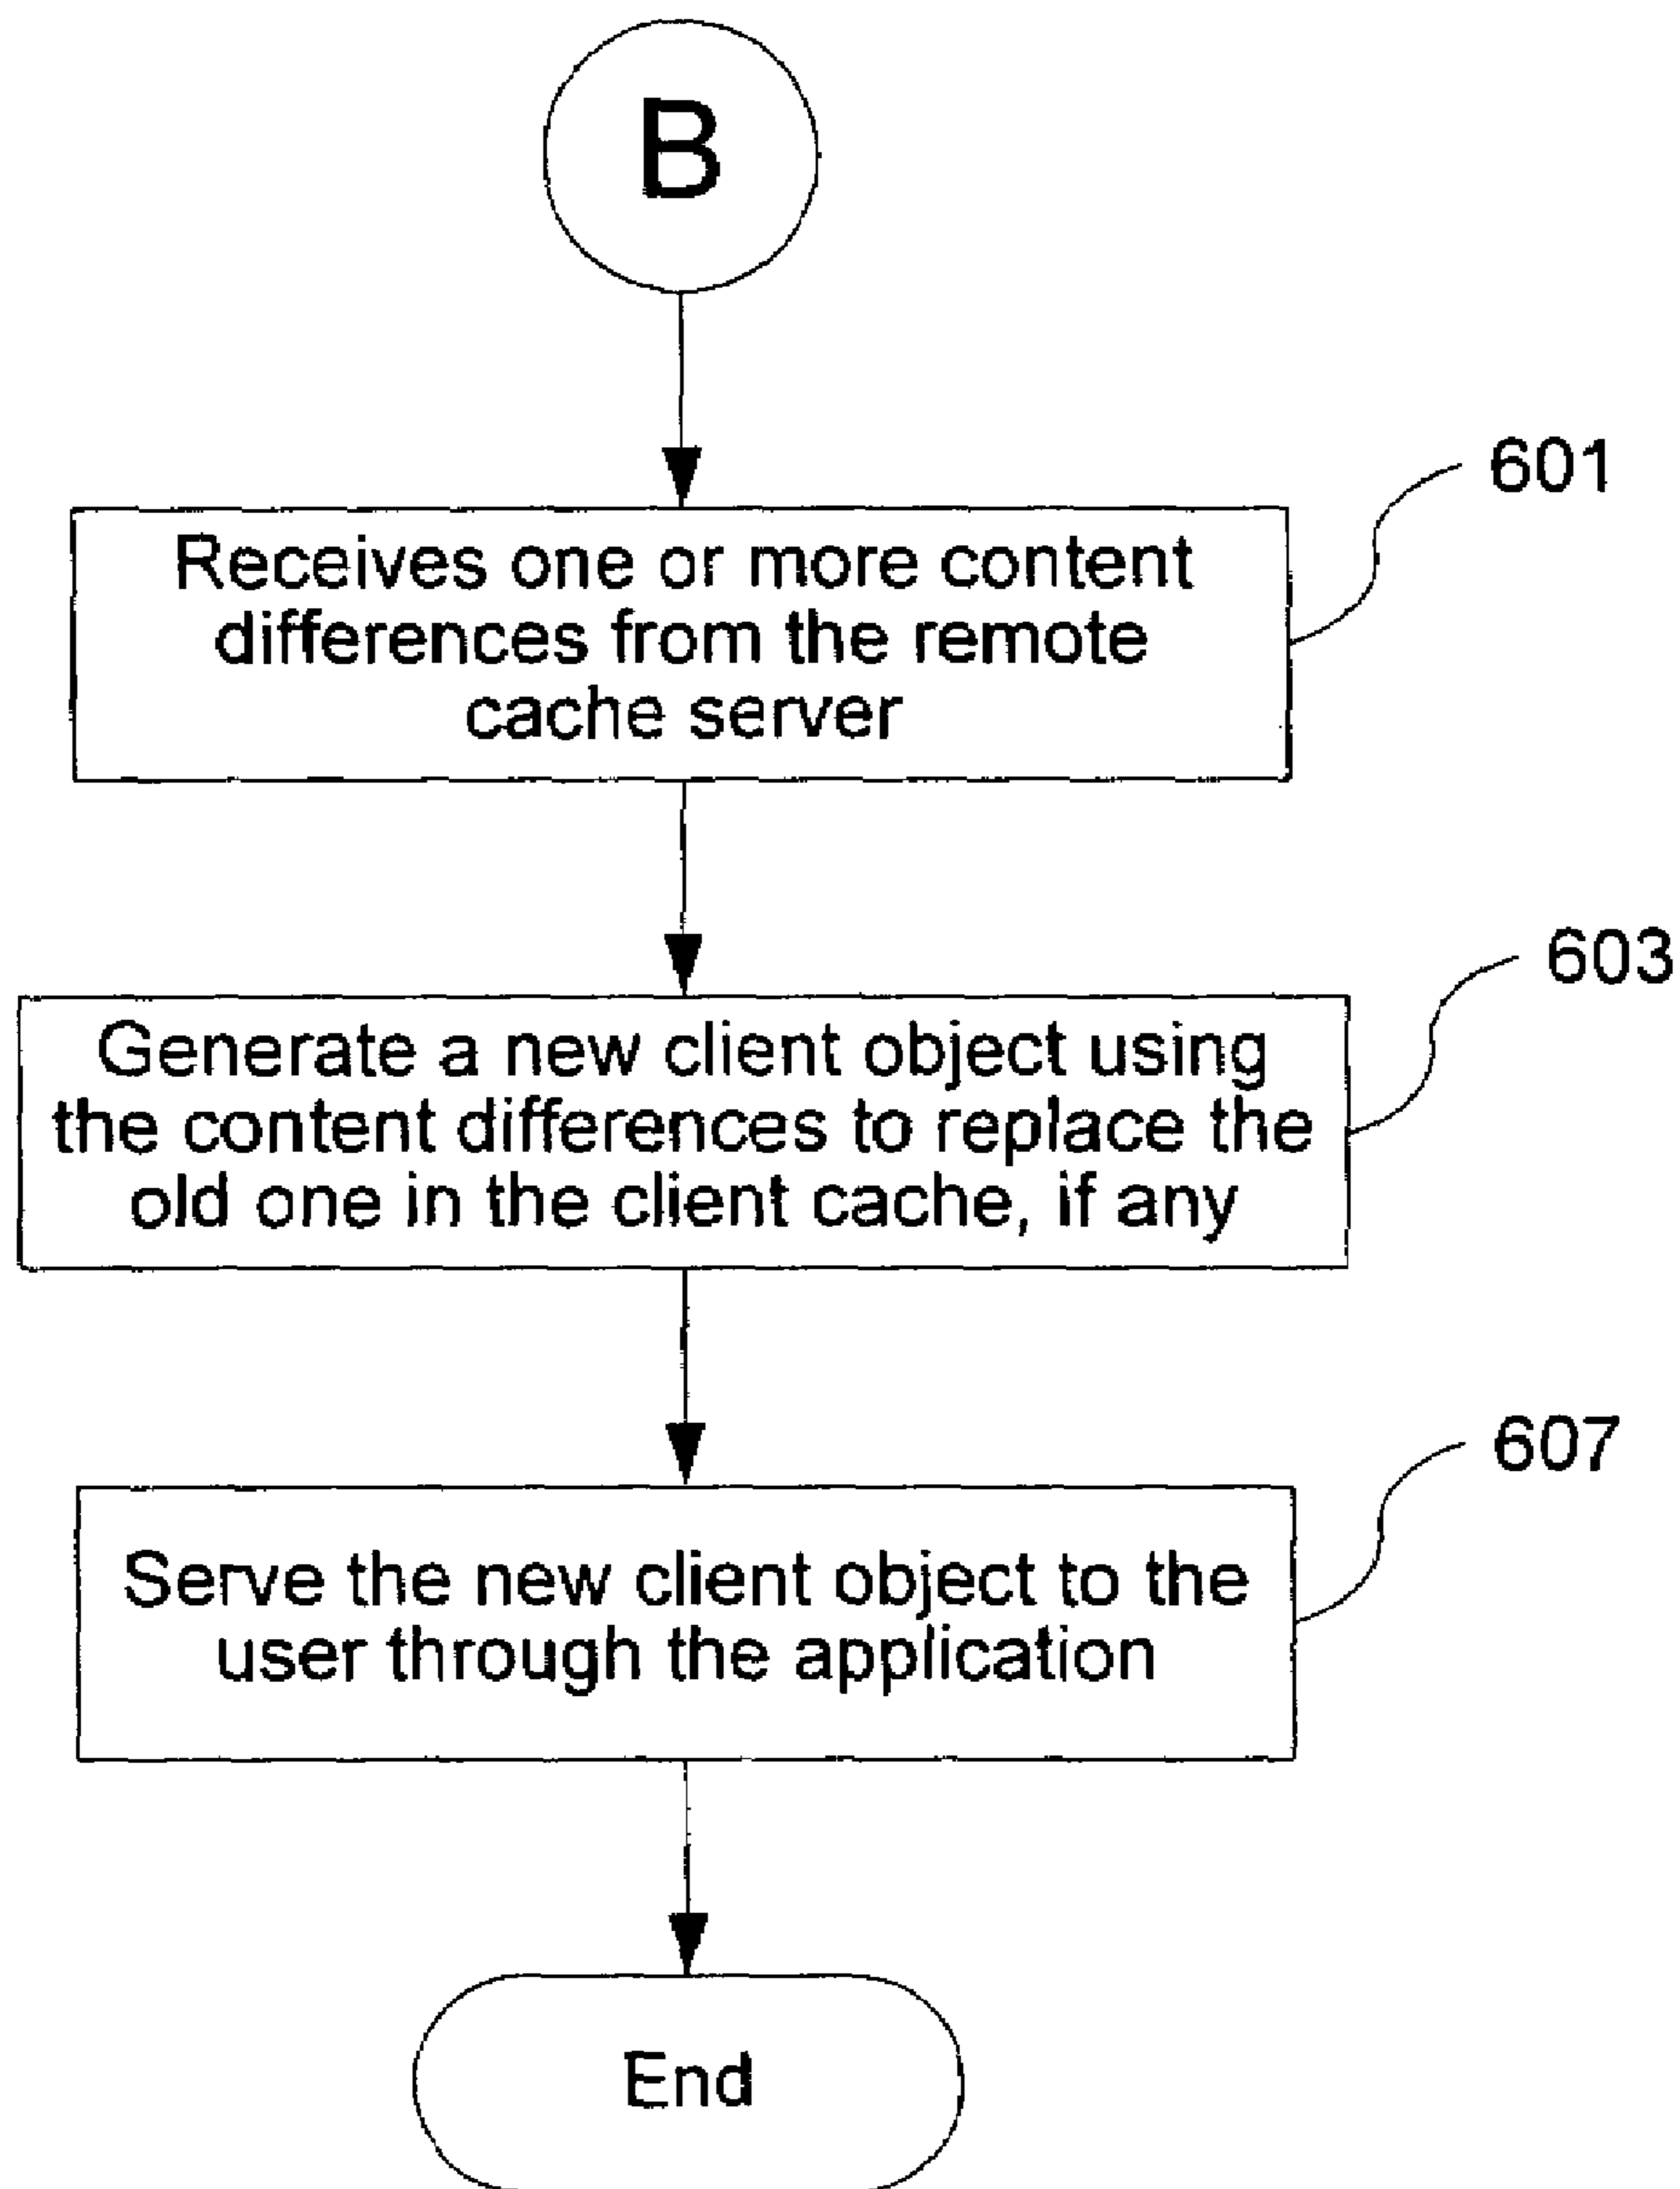 B
601
Receives one or more content
differences from the remote
cache server
603
Generate a new client object using
the content differences to replace the
old one in the client cache, if any
607
Serve the new client object to the
user through the application
End